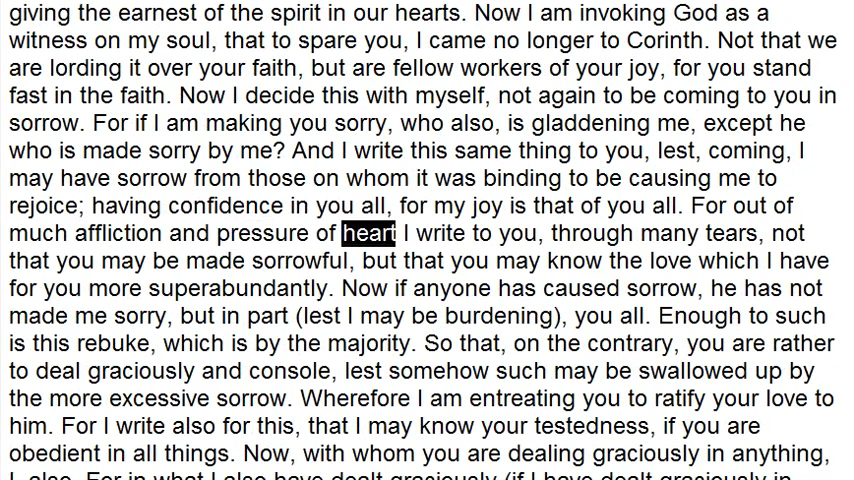 giving the earnest of the spirit in our hearts. Now I am invoking God as a
witness on my soul, that to spare you, I came no longer to Corinth. Not that we
are lording it over your faith, but are fellow workers of your joy, for you stand
fast in the faith. Now I decide this with myself, not again to be coming to you in
sorrow. For if I am making you sorry, who also, is gladdening me, except he
who is made sorry by me? And I write this same thing to you, lest, coming, I
may have sorrow from those on whom it was binding to be causing me to
rejoice; having confidence in you all, for my joy is that of you all. For out of
much affliction and pressure of heart I write to you, through many tears, not
that you may be made sorrowful, but that you may know the love which I have
for you more superabundantly. Now if anyone has caused sorrow, he has not
made me sorry, but in part (lest I may be burdening), you all. Enough to such
is this rebuke, which is by the majority. So that, on the contrary, you are rather
to deal graciously and console, lest somehow such may be swallowed up by
the more excessive sorrow. Wherefore I am entreating you to ratify your love to
him. For I write also for this, that I may know your testedness, if you are
obedient in all things. Now, with whom you are dealing graciously in anything,
I, also. For in what I also have dealt graciously (if I have dealt graciously in